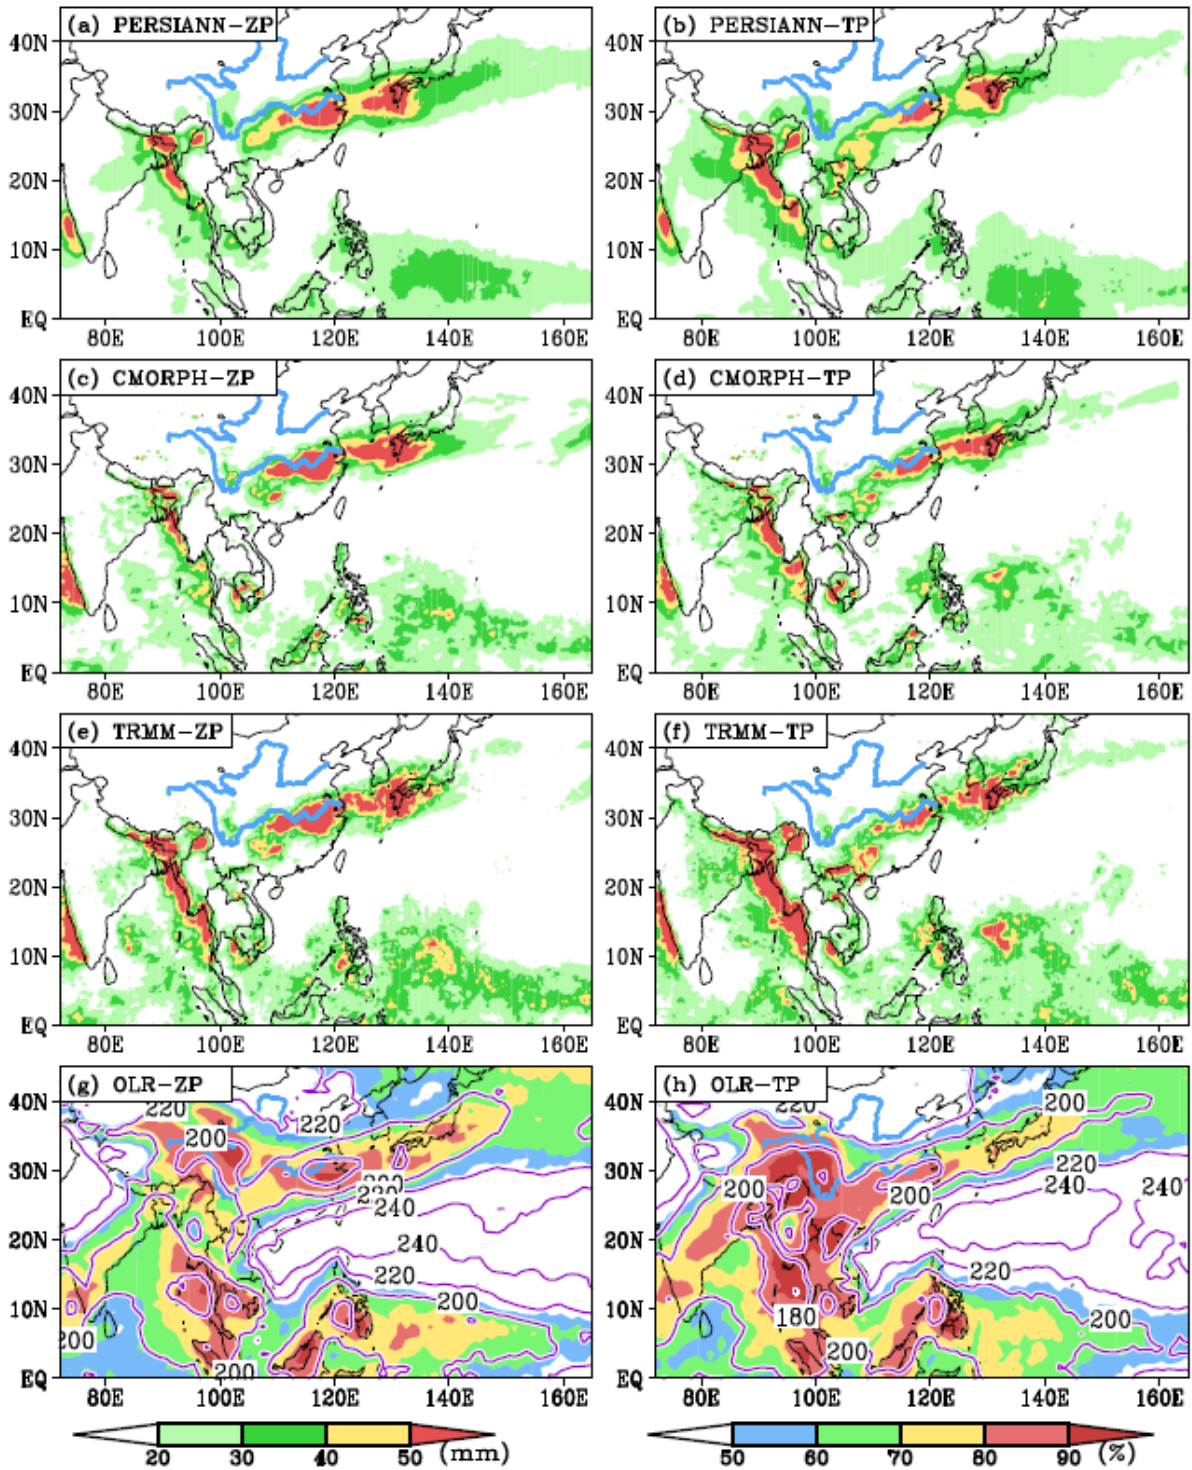 (a) PERSIANN-ZP
(b) PERSIANN-TP
40N
30N
20N
10N
EQ
80E 100E 120E 140E 160E
40N
30N
20N
10N
EQ
80E 100E 120E 140E 160E
(c) CMORPH-ZP
(d) CMORPH-TP
40N
30N
20N
10N
EQ
80E 100E 120E 140E 160E
40N
30N
20N
10N
EQ
80E 100E 120E 140E 160E
(e) TRMM-ZP
(f) TRMM-TP
40N
30N
20N
10N
EQ
80E 100E 120E 140E 160E
40N
30N
20N
10N
EQ
80E 100E 120E 140E 160E
(g) OLR-ZP
(h) OLR-TP
40N
30N
20N
10N
EQ
220
200
220
240
240
220
200
200
200
80E 100E 120E 140E 160E
40N
30N
20N
10N
EQ
220
200
220
200
200
240
240
220
180
200
200
80E 100E 120E 140E 160E
20 30 40 50 (mm)
50 60 70 80 90 (%)